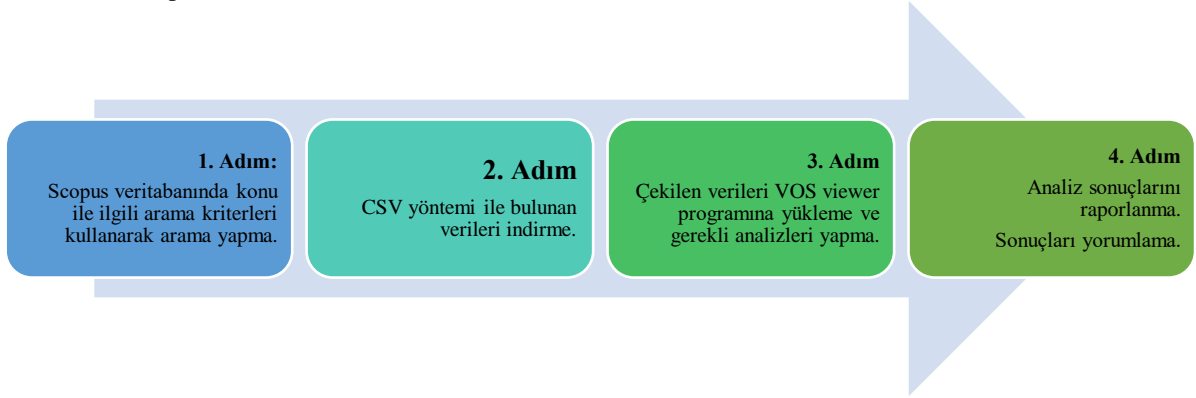 1. Adım:
Scopus veritabanında konu
ile ilgili arama kriterleri
kullanarak arama yapma.
2. Adım
CSV yöntemi ile bulunan
verileri indirme.
3. Adım
Çekilen verileri VOS viewer
programına yükleme ve
gerekli analizleri yapma.
4. Adım
Analiz sonuçlarını
raporlanma.
Sonuçları yorumlama.